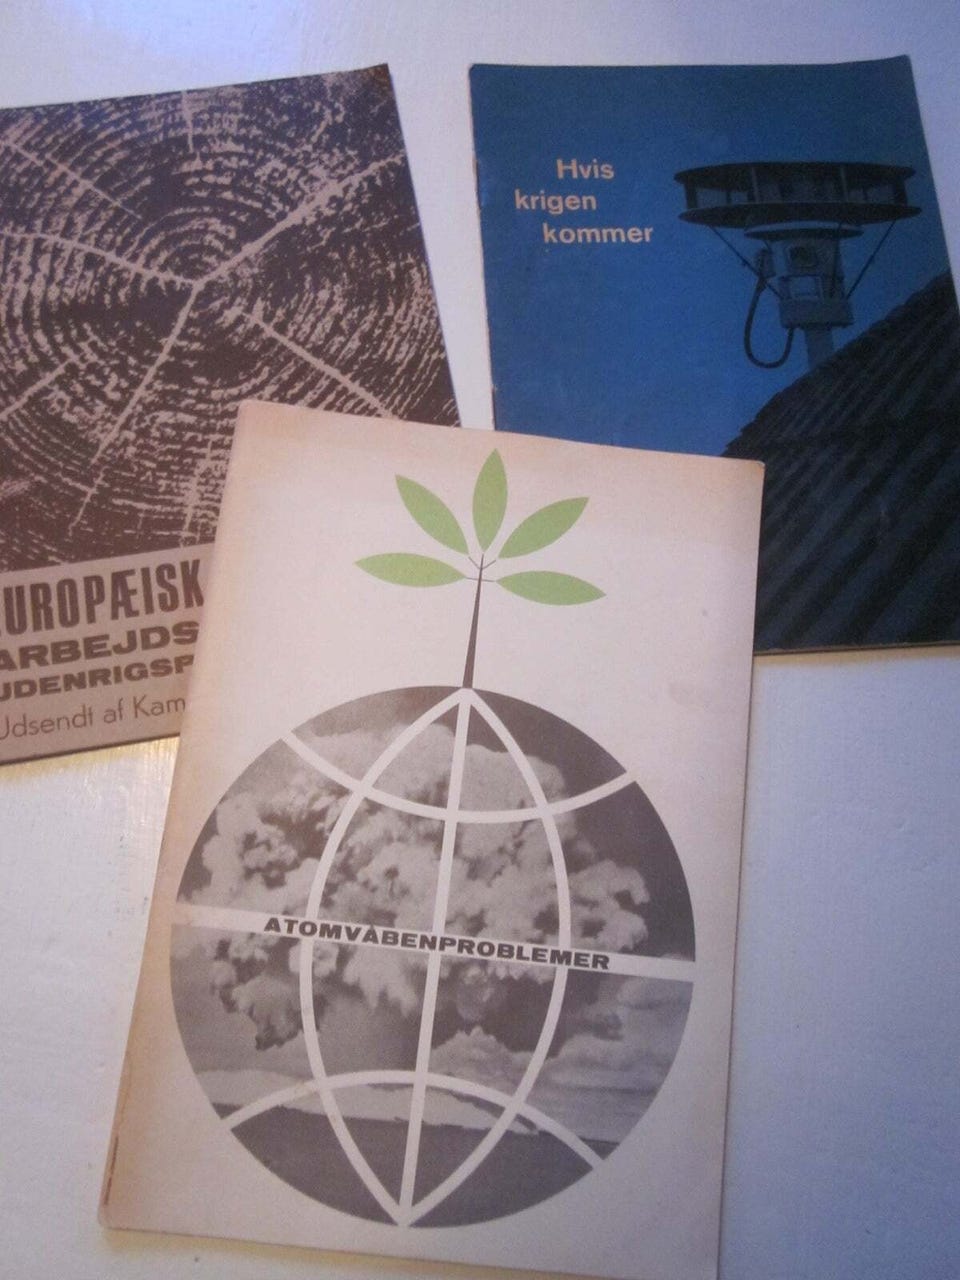 Hvis
krigen
kommer
EUROPÆISK
ARBEJDS
UDENRIGSP
Udsendt af Kam
ATOMVÅBENPROBLEMER